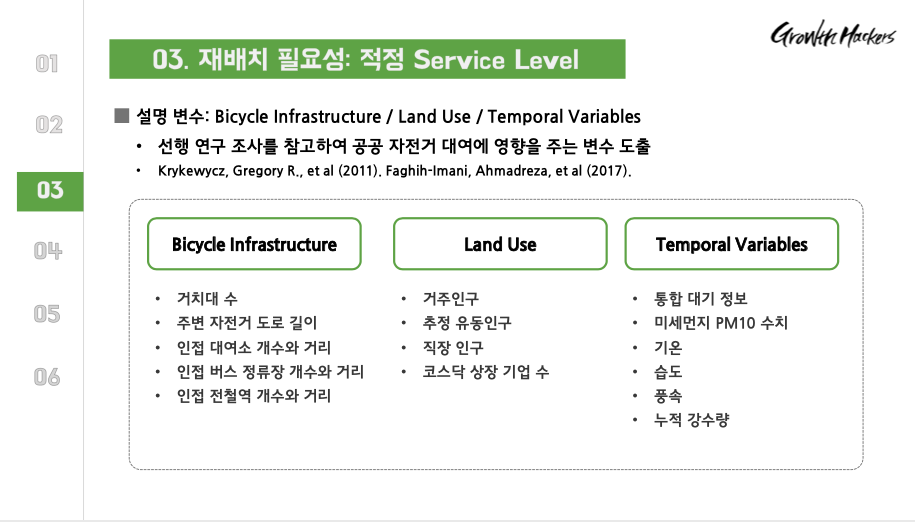 Growth Hackers
01
02
03
04
05
06
03. 재배치 필요성: 적정 Service Level
설명 변수: Bicycle Infrastructure / Land Use / Temporal Variables
• 선행 연구 조사를 참고하여 공공 자전거 대여에 영향을 주는 변수 도출
• Krykewycz, Gregory R., et al (2011). Faghih-Imani, Ahmadreza, et al (2017).
Bicycle Infrastructure
• 거치대 수
• 주변 자전거 도로 길이
• 인접 대여소 개수와 거리
• 인접 버스 정류장 개수와 거리
• 인접 전철역 개수와 거리
Land Use
• 거주인구
• 추정 유동인구
• 직장 인구
• 코스닥 상장 기업 수
Temporal Variables
• 통합 대기 정보
• 미세먼지 PM10 수치
• 기온
• 습도
• 풍속
• 누적 강수량